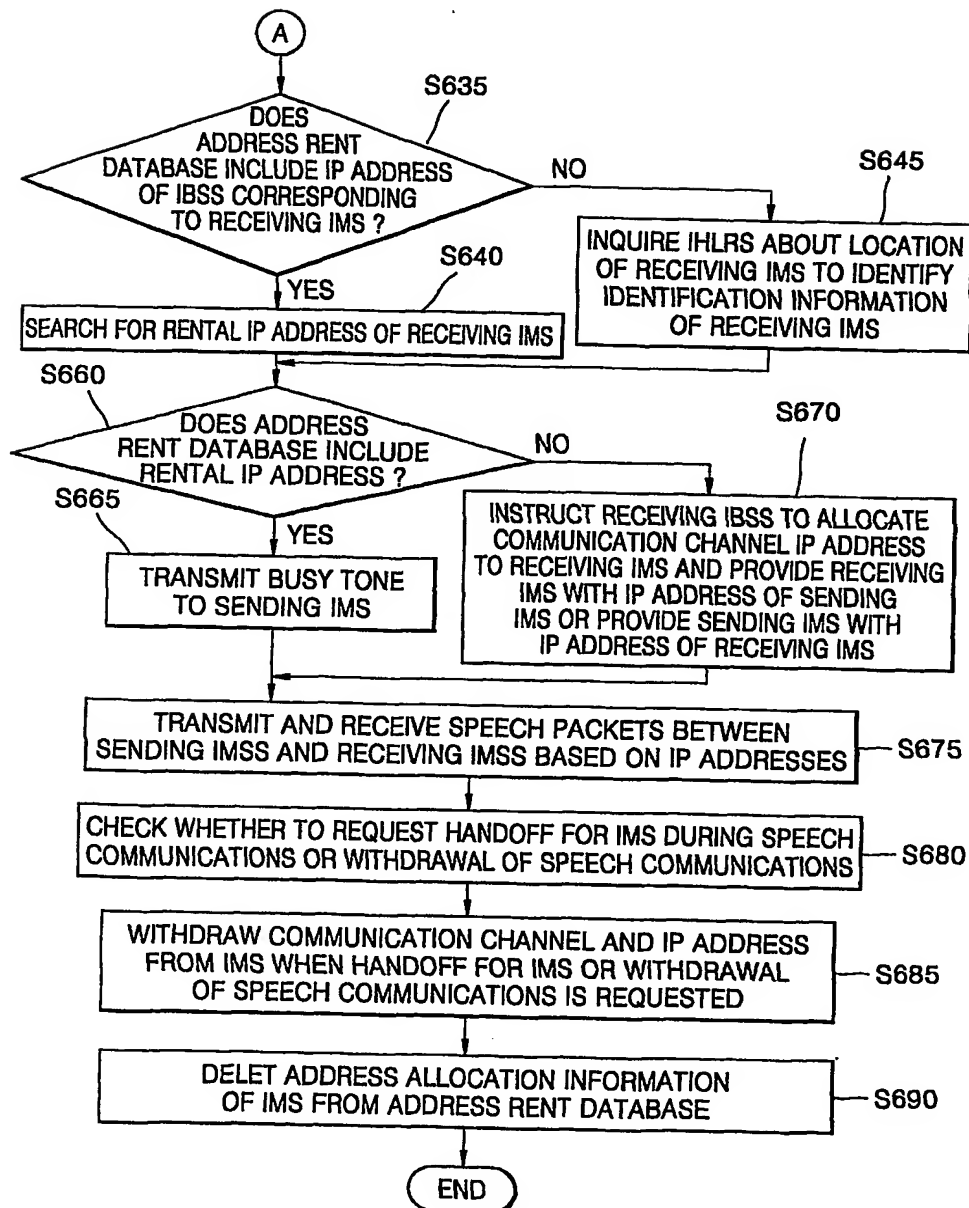 A
S635
DOES
ADDRESS RENT
DATABASE INCLUDE IP ADDRESS
OF IBSS CORRESPONDING
TO RECEIVING IMS ?
NO
S645
INQUIRE IHLRS ABOUT LOCATION
OF RECEIVING IMS TO IDENTIFY
IDENTIFICATION INFORMATION
OF RECEIVING IMS
YES
S640
SEARCH FOR RENTAL IP ADDRESS OF RECEIVING IMS
S660
DOES ADDRESS
RENT DATABASE INCLUDE
RENTAL IP ADDRESS ?
NO
S670
INSTRUCT RECEIVING IBSS TO ALLOCATE
COMMUNICATION CHANNEL IP ADDRESS
TO RECEIVING IMS AND PROVIDE RECEIVING
IMS WITH IP ADDRESS OF SENDING
IMS OR PROVIDE SENDING IMS WITH
IP ADDRESS OF RECEIVING IMS
S665
YES
TRANSMIT BUSY TONE
TO SENDING IMS
TRANSMIT AND RECEIVE SPEECH PACKETS BETWEEN
SENDING IMSS AND RECEIVING IMSS BASED ON IP ADDRESSES
S675
CHECK WHETHER TO REQUEST HANDOFF FOR IMS DURING SPEECH
COMMUNICATIONS OR WITHDRAWAL OF SPEECH COMMUNICATIONS
S680
WITHDRAW COMMUNICATION CHANNEL AND IP ADDRESS
FROM IMS WHEN HANDOFF FOR IMS OR WITHDRAWAL
OF SPEECH COMMUNICATIONS IS REQUESTED
S685
DELET ADDRESS ALLOCATION INFORMATION
OF IMS FROM ADDRESS RENT DATABASE
S690
END